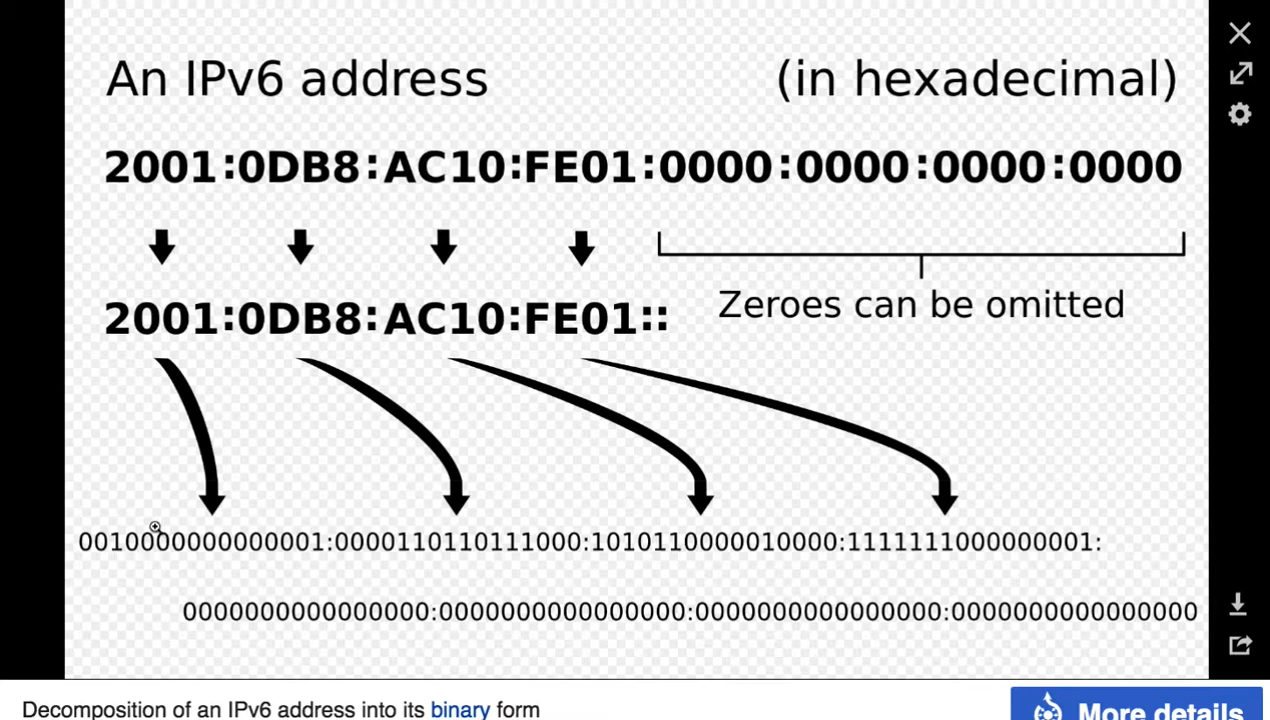 An IPv6 address (in hexadecimal)
2001:0DB8:AC10:FE01:0000:0000:0000:0000
2001:0DB8:AC10:FE01:: Zeroes can be omitted
0010000000000001:0000110110111000:1010110000010000:1111111000000001:
0000000000000000:0000000000000000:0000000000000000:0000000000000000
Decomposition of an IPv6 address into its binary form
More details